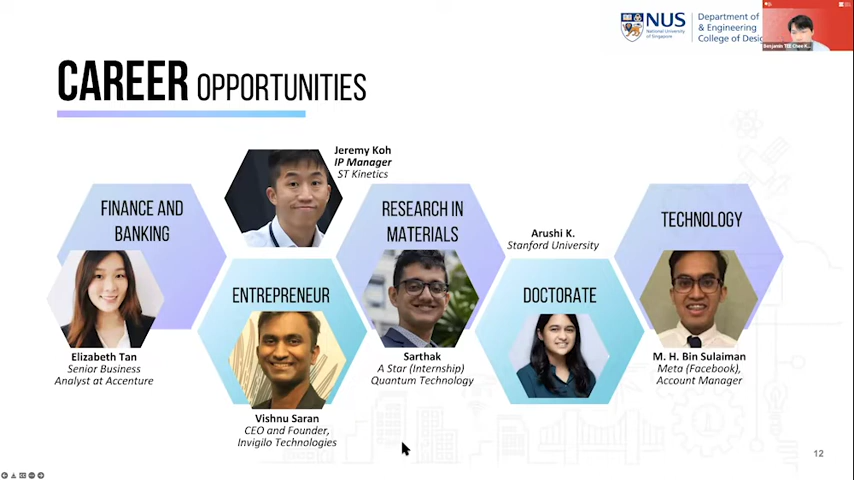 NUS
National University
of Singapore
Department of
& Engineering
College of Desi
Benjamin TEE Chee K...
CAREER OPPORTUNITIES
Jeremy Koh
IP Manager
ST Kinetics
FINANCE AND
BANKING
RESEARCH IN
MATERIALS
Arushi K.
Stanford University
TECHNOLOGY
ENTREPRENEUR
DOCTORATE
Elizabeth Tan
Senior Business
Analyst at Accenture
Sarthak
A Star (Internship)
Quantum Technology
M. H. Bin Sulaiman
Meta (Facebook),
Account Manager
Vishnu Saran
CEO and Founder,
Invigilo Technologies
12